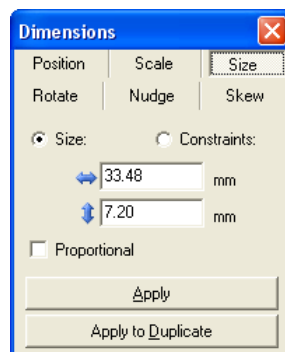 Dimensions
Position Scale Size
Rotate Nudge Skew
Size: Constraints:
33.48 mm
7.20 mm
Proportional
Apply
Apply to Duplicate